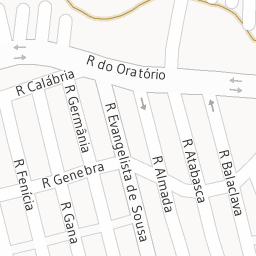 R do Oratório
R Calábria
R Germânia
R Evangelista de Sousa
R Almada
R Atabasca
R Balaclava
R Fenícia
R Genebra
R Gana